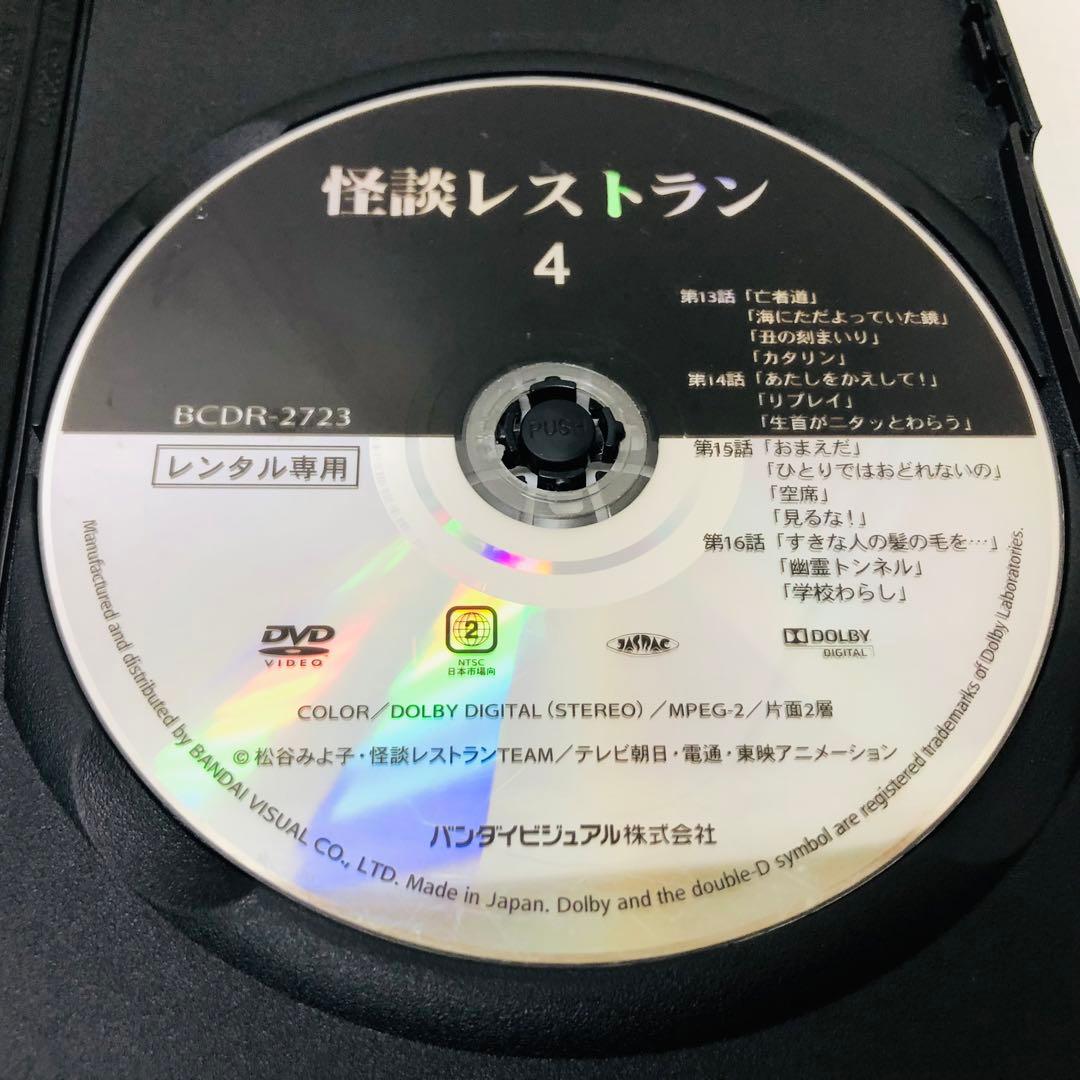 怪談レストラン
4
第13話「亡者道」
「海にただよっていた鏡」
「丑の刻まいり」
「カタリン」
第14話「あたしをかえして!」
「リプレイ」
「生首がニタッとわらう」
第15話「おまえだ」
「ひとりではおどれないの」
「空席」
「見るな!」
第16話「すきな人の髪の毛を…」
「幽霊トンネル」
「学校わらし」
BCDR-2723
レンタル専用
PUSH
DVD
VIDEO
2
NTSC
日本市場向
JASRAC
DOLBY
DIGITAL
COLOR/DOLBY DIGITAL(STEREO)/MPEG-2/片面2層
©松谷みよ子・怪談レストランTEAM/テレビ朝日・電通・東映アニメーション
バンダイビジュアル株式会社
Manufactured and distributed by BANDAI VISUAL CO., LTD. Made in Japan. Dolby and the double-D symbol are registered trademarks of Dolby Laboratories.